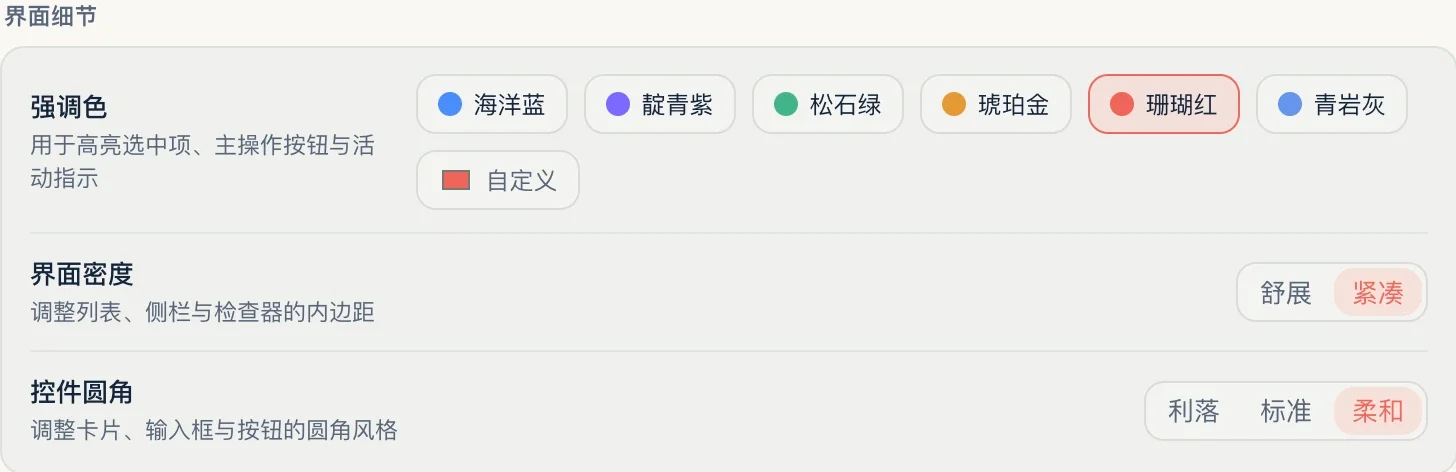 界面细节
强调色
用于高亮选中项、主操作按钮与活
动指示
海洋蓝
靛青紫
松石绿
琥珀金
珊瑚红
青岩灰
自定义
界面密度
调整列表、侧栏与检查器的内边距
舒展
紧凑
控件圆角
调整卡片、输入框与按钮的圆角风格
利落
标准
柔和